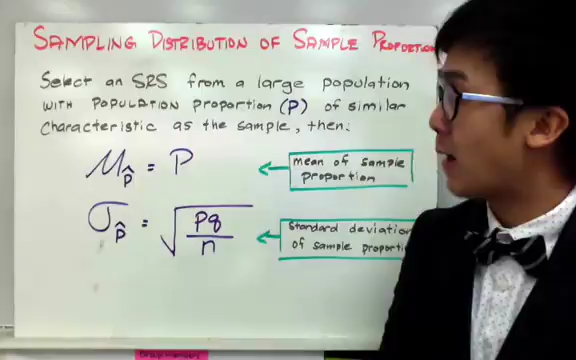 SAMPLING DISTRIBUTION OF SAMPLE PROPORTION
Select an SRS from a large population
WITH POPULATION proportion (P) of similar
characteristic as the sample, then:
μp̂ = P
mean of sample
proportion
σp̂ = √(pq/n)
standard deviation
of sample proporti